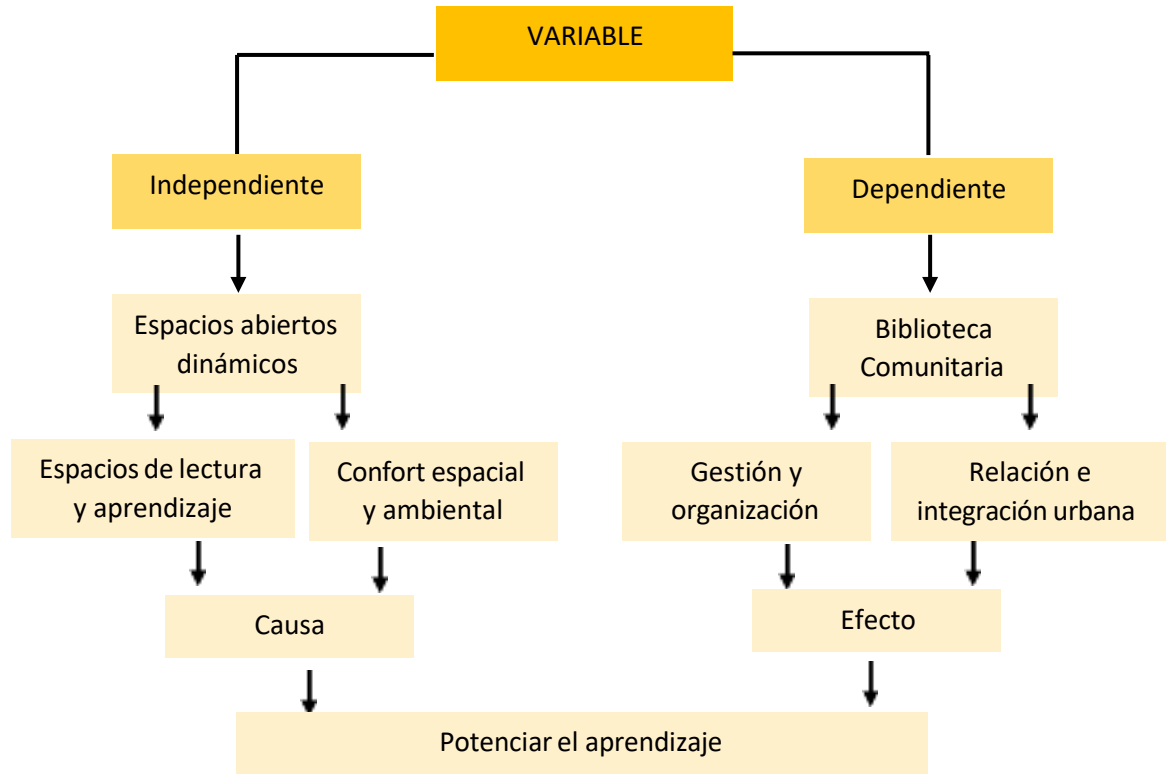 VARIABLE
Independiente
Dependiente
Espacios abiertos
dinámicos
Biblioteca
Comunitaria
Espacios de lectura
y aprendizaje
Confort espacial
y ambiental
Gestión y
organización
Relación e
integración urbana
Causa
Efecto
Potenciar el aprendizaje